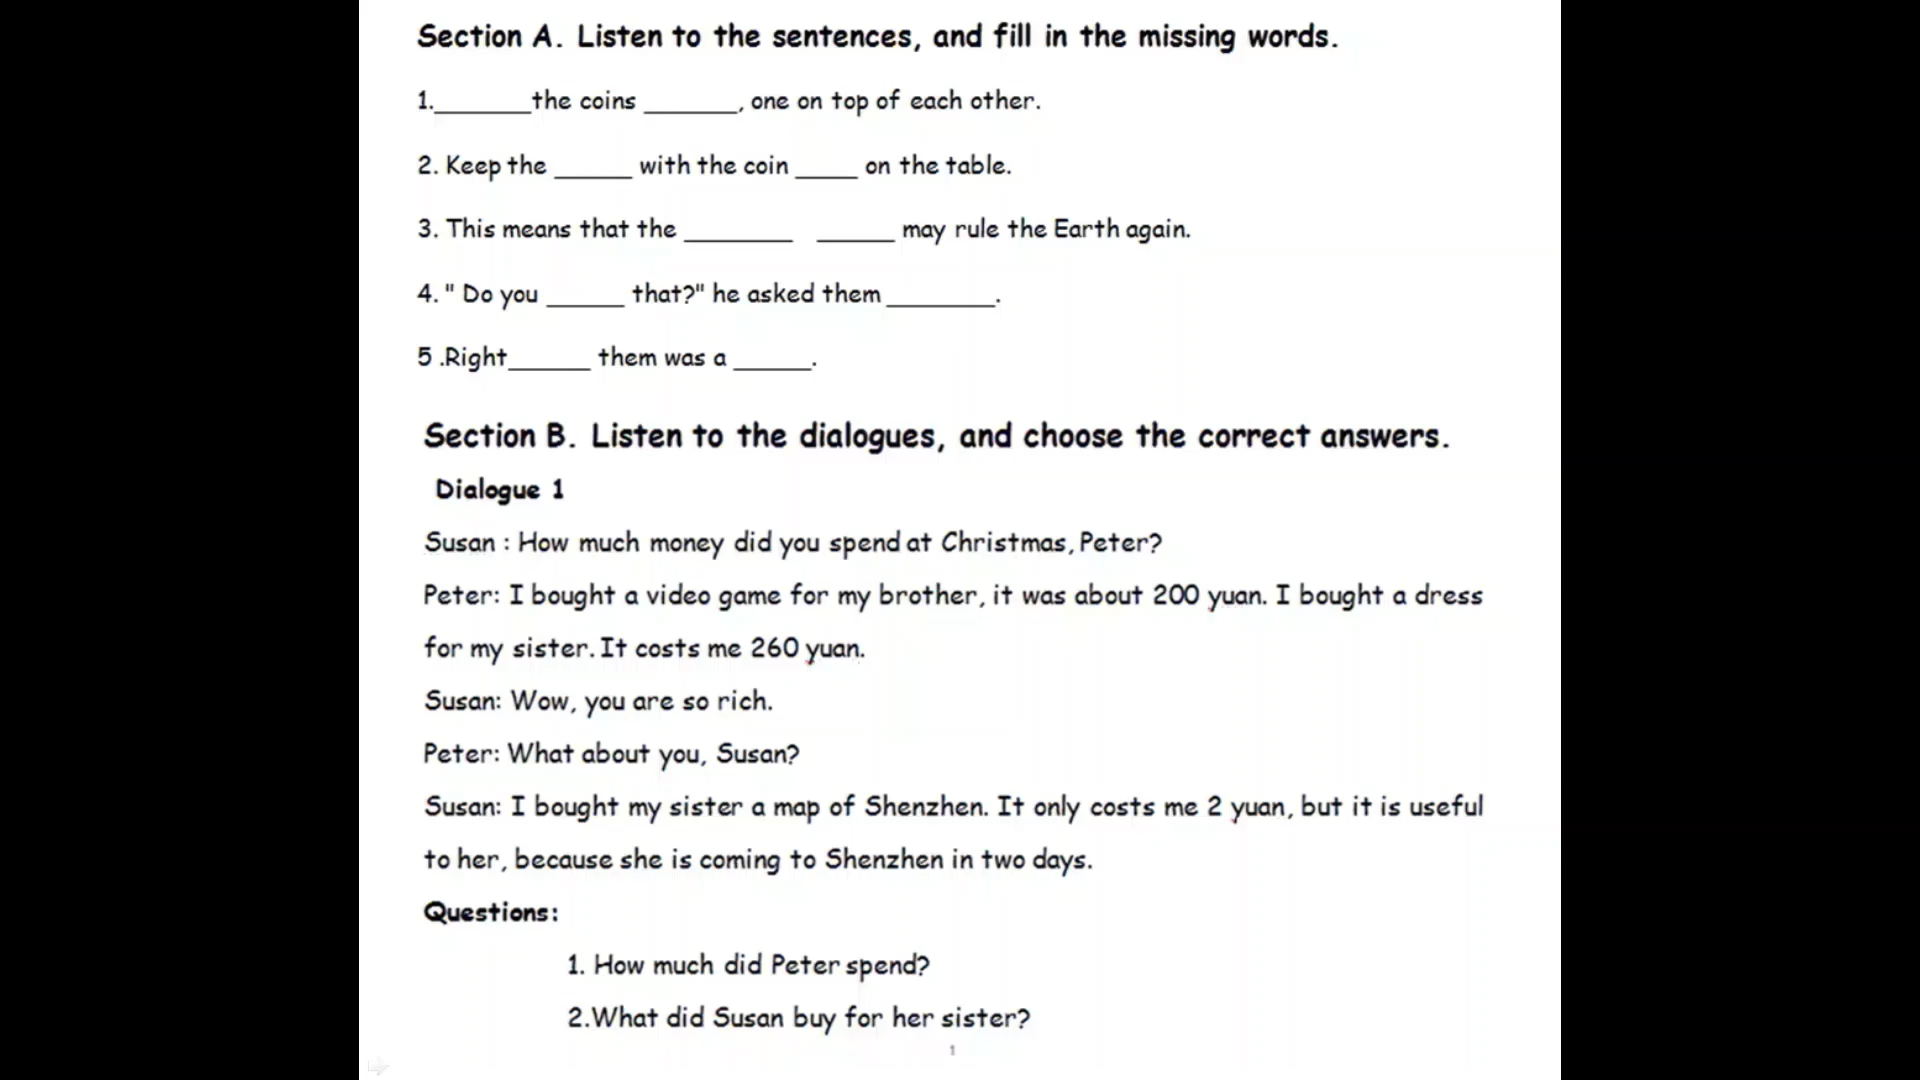 Section A. Listen to the sentences, and fill in the missing words.
1._______the coins _______, one on top of each other.
2. Keep the ______ with the coin _____ on the table.
3. This means that the ________ ______ may rule the Earth again.
4. " Do you ______ that?" he asked them ________.
5 .Right______ them was a ______.
Section B. Listen to the dialogues, and choose the correct answers.
Dialogue 1
Susan : How much money did you spend at Christmas, Peter?
Peter: I bought a video game for my brother, it was about 200 yuan. I bought a dress
for my sister. It costs me 260 yuan.
Susan: Wow, you are so rich.
Peter: What about you, Susan?
Susan: I bought my sister a map of Shenzhen. It only costs me 2 yuan, but it is useful
to her, because she is coming to Shenzhen in two days.
Questions:
1. How much did Peter spend?
2.What did Susan buy for her sister?
1